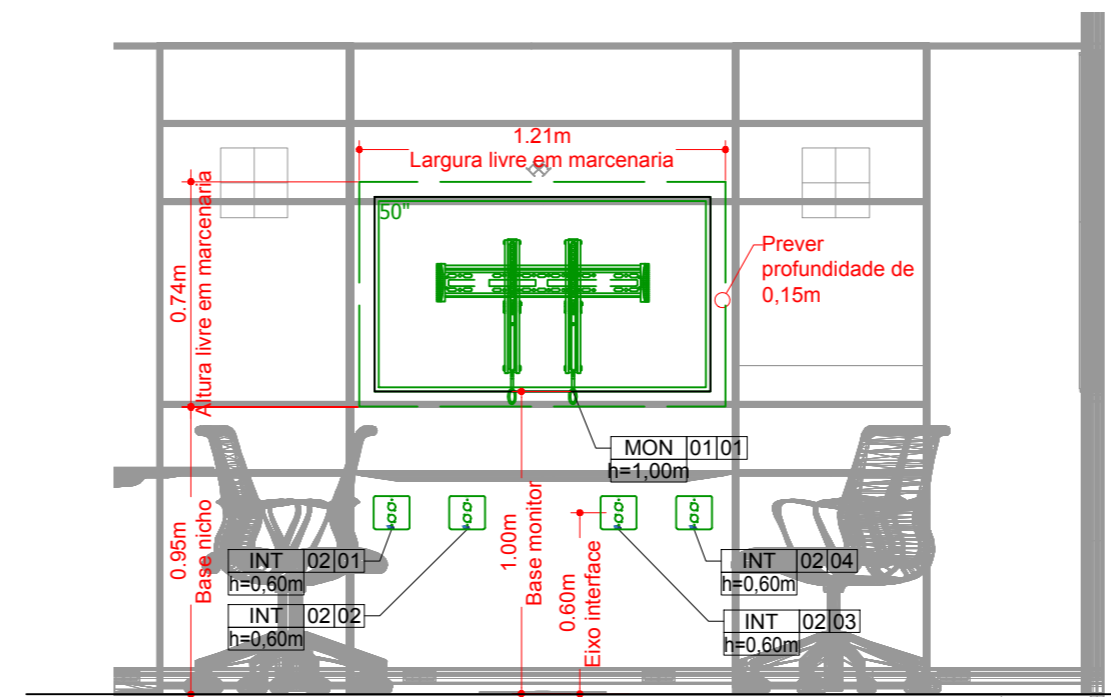 1.21m
Largura livre em marcenaria
50"
0.74m
Altura livre em marcenaria
Prever
profundidade de
0,15m
MON 01 01
h=1,00m
0.95m
Base nicho
1.00m
Base monitor
0.60m
Eixo interface
INT 02 01
h=0,60m
INT 02 02
h=0,60m
INT 02 04
h=0,60m
INT 02 03
h=0,60m